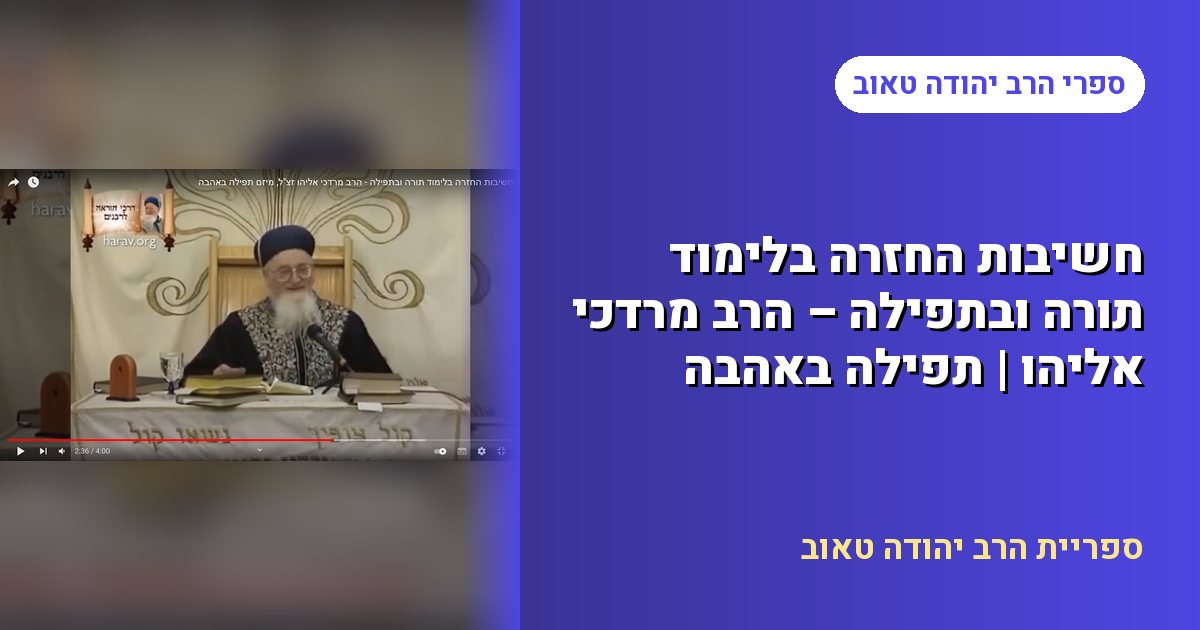 ספרי הרב יהודה טאוב
חשיבות החזרה בלימוד
תורה ובתפילה – הרב מרדכי
אליהו | תפילה באהבה
ספריית הרב יהודה טאוב
חשיבות החזרה בלימוד תורה ובתפילה - הרב מרדכי אליהו זצ"ל, מיזם תפילה באהבה
דרכי הוראה
לרבנים
harav.org
לרבנים
harav
קול צופיך
נשאו קול
2:36 / 4:00